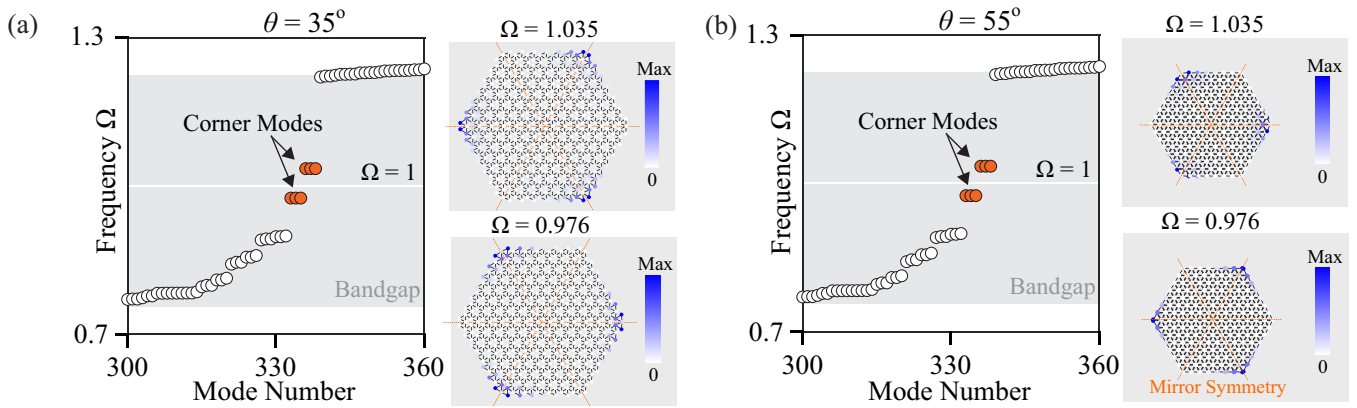 (a)
θ = 35°
Frequency Ω
1.3
0.7
Corner Modes
Ω = 1
Bandgap
300
330
360
Mode Number
Ω = 1.035
Max
0
Ω = 0.976
Max
0
(b)
θ = 55°
Frequency Ω
1.3
0.7
Corner Modes
Ω = 1
Bandgap
300
330
360
Mode Number
Ω = 1.035
Max
0
Ω = 0.976
Max
0
Mirror Symmetry